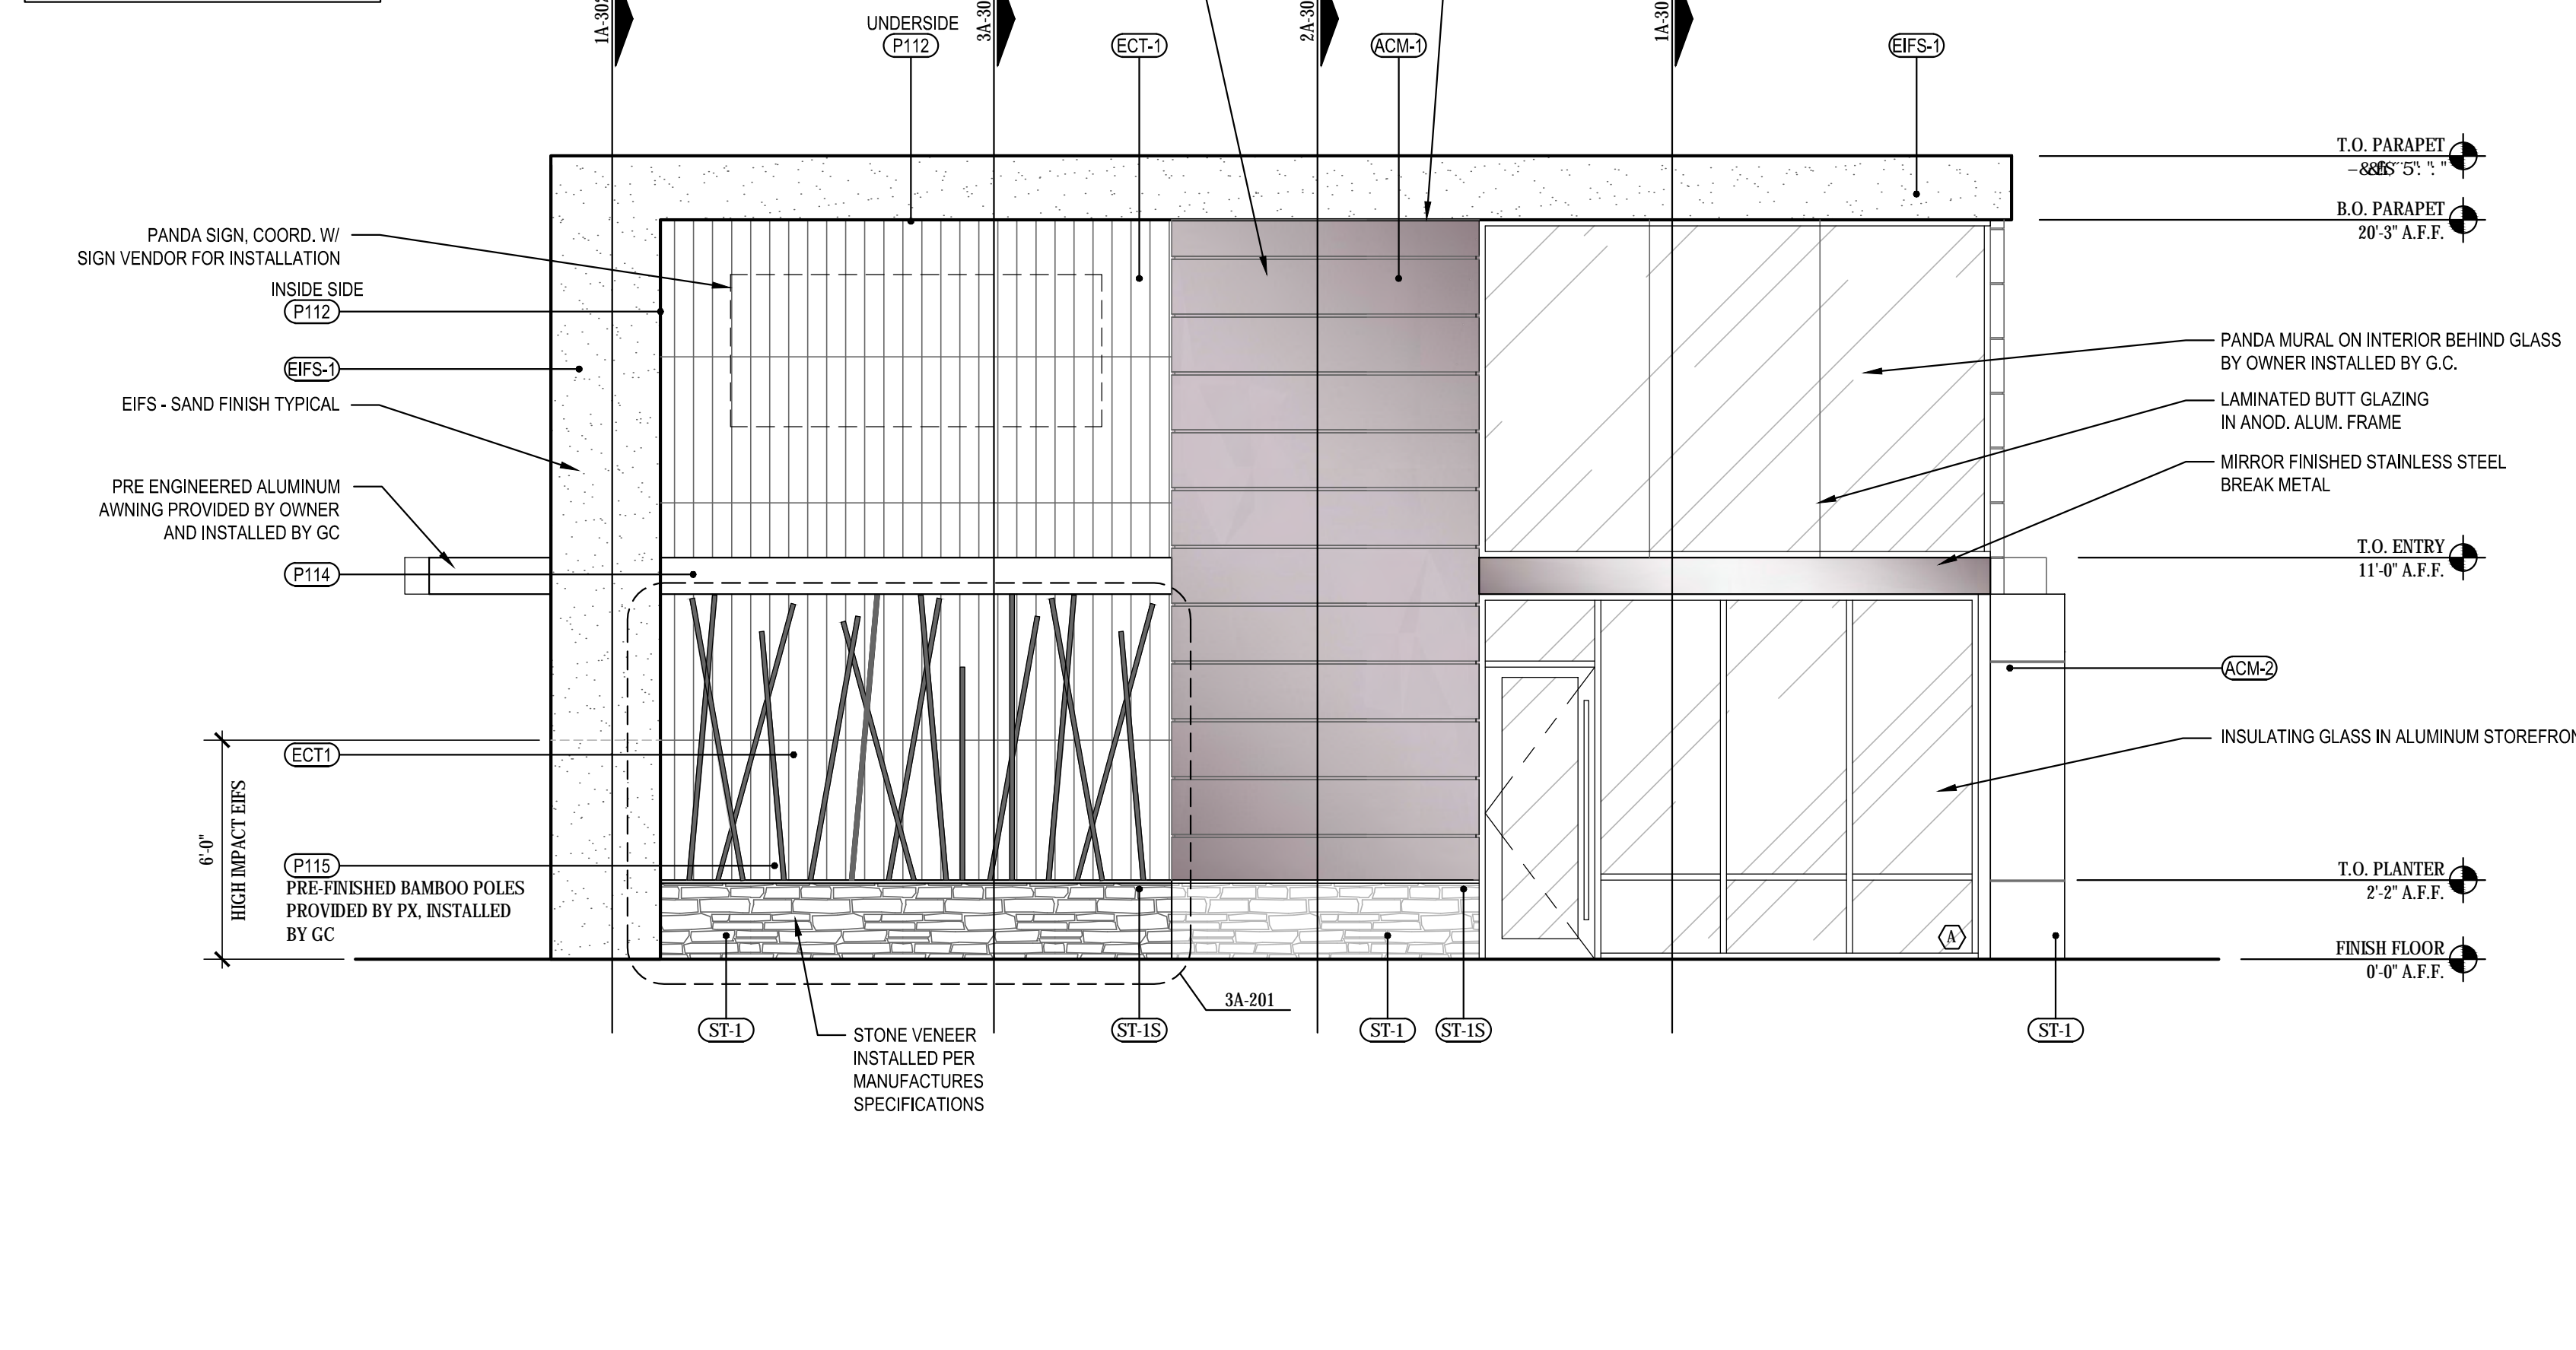 1A-302
3A-30
2A-30
1A-30
UNDERSIDE
P112
ECT-1
ACM-1
EIFS-1
T.O. PARAPET
B.O. PARAPET
20'-3" A.F.F.
PANDA SIGN, COORD. W/
SIGN VENDOR FOR INSTALLATION
INSIDE SIDE
P112
EIFS-1
EIFS - SAND FINISH TYPICAL
PRE ENGINEERED ALUMINUM
AWNING PROVIDED BY OWNER
AND INSTALLED BY GC
P114
ECT1
P115
PRE-FINISHED BAMBOO POLES
PROVIDED BY PX, INSTALLED
BY GC
6'-0"
HIGH IMPACT EIFS
PANDA MURAL ON INTERIOR BEHIND GLASS
BY OWNER INSTALLED BY G.C.
LAMINATED BUTT GLAZING
IN ANOD. ALUM. FRAME
MIRROR FINISHED STAINLESS STEEL
BREAK METAL
T.O. ENTRY
11'-0" A.F.F.
ACM-2
INSULATING GLASS IN ALUMINUM STOREFRON
T.O. PLANTER
2'-2" A.F.F.
A
FINISH FLOOR
0'-0" A.F.F.
3A-201
ST-1
ST-1S
ST-1
ST-1S
ST-1
STONE VENEER
INSTALLED PER
MANUFACTURES
SPECIFICATIONS